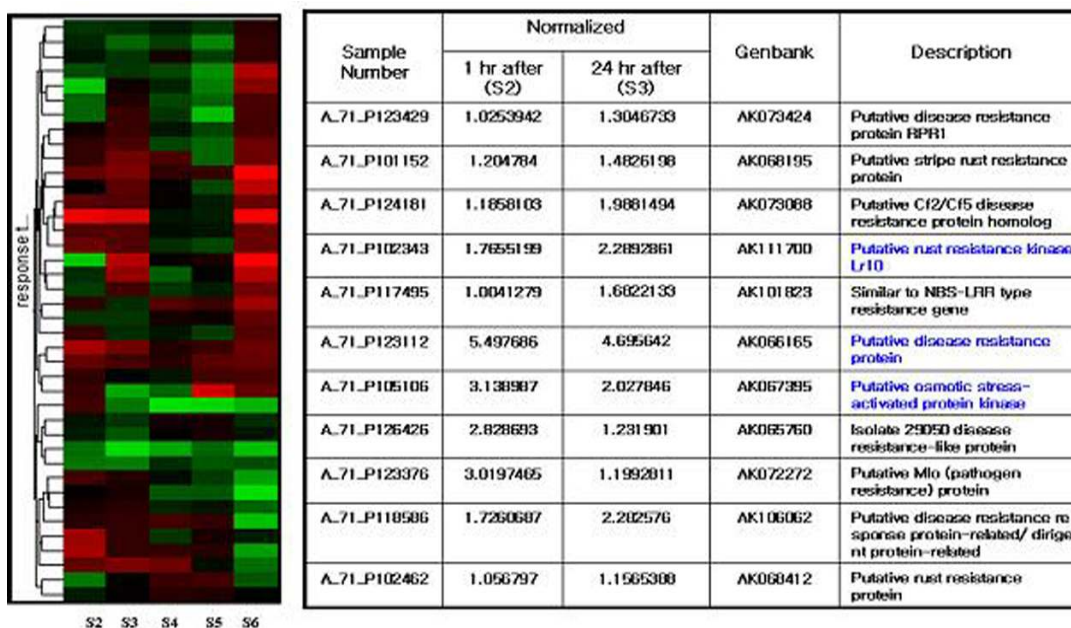 response t...
S2 S3 S4 S5 S6
Sample
Number
Normalized
1 hr after
(S2)
24 hr after
(S3)
Genbank
Description
A_71_P123429 1.0253942 1.3046733 AK073424 Putative disease resistance
protein RPR1
A_71_P101152 1.204784 1.4826198 AK068195 Putative stripe rust resistance
protein
A_71_P124181 1.1858103 1.9881494 AK073088 Putative Cf2/Cf5 disease
resistance protein homolog
A_71_P102343 1.7655199 2.2892861 AK111700 Putative rust resistance kinase
Lr10
A_71_P117495 1.0041279 1.6822133 AK101823 Similar to NBS-LRR type
resistance gene
A_71_P123112 5.497686 4.695642 AK066165 Putative disease resistance
protein
A_71_P105106 3.138987 2.027846 AK067395 Putative osmotic stress-
activated protein kinase
A_71_P126426 2.828693 1.231901 AK065760 Isolate 29050 disease
resistance-like protein
A_71_P123376 3.0197465 1.1992811 AK072272 Putative Mlo (pathogen
resistance) protein
A_71_P118586 1.7260687 2.202576 AK106062 Putative disease resistance re
sponse protein-related/ dirige
nt protein-related
A_71_P102462 1.056797 1.1565388 AK068412 Putative rust resistance
protein